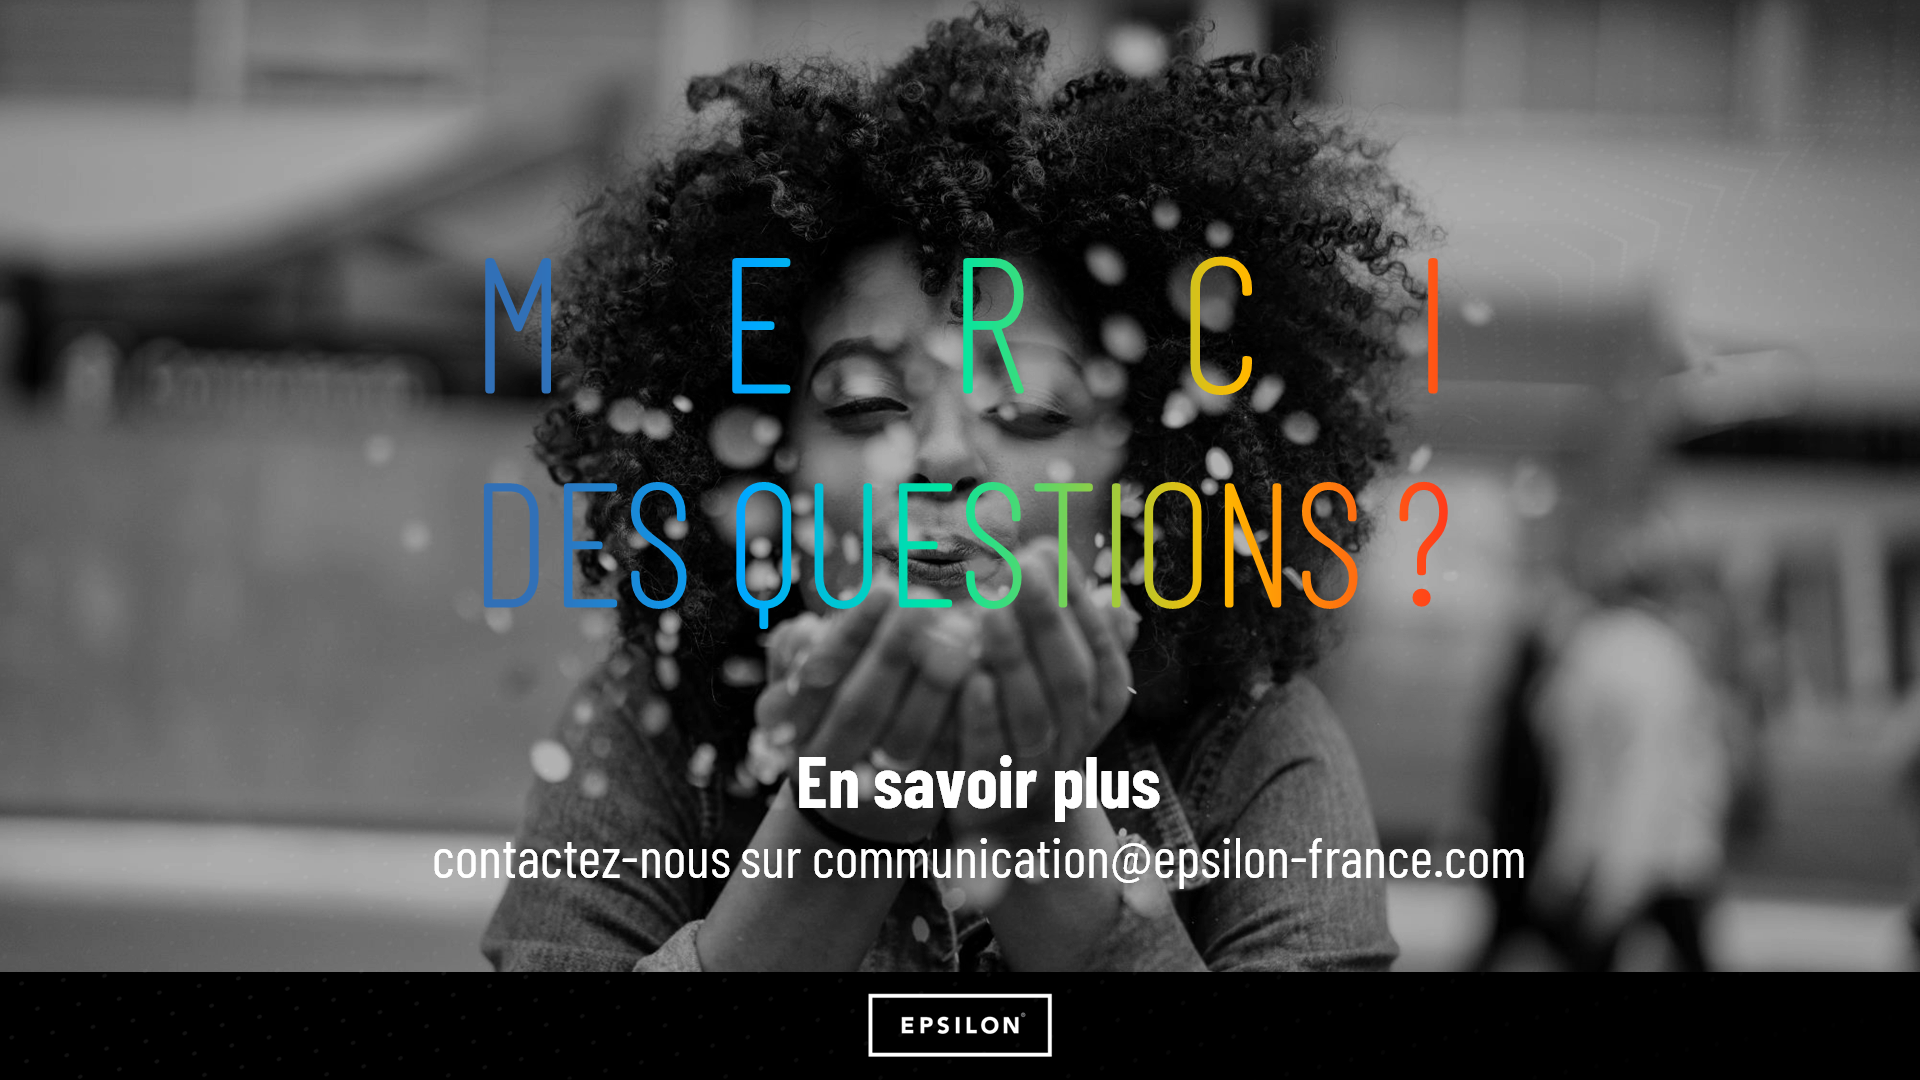 M E R C I
DES QUESTIONS ?
En savoir plus
contactez-nous sur communication@epsilon-france.com
EPSILON